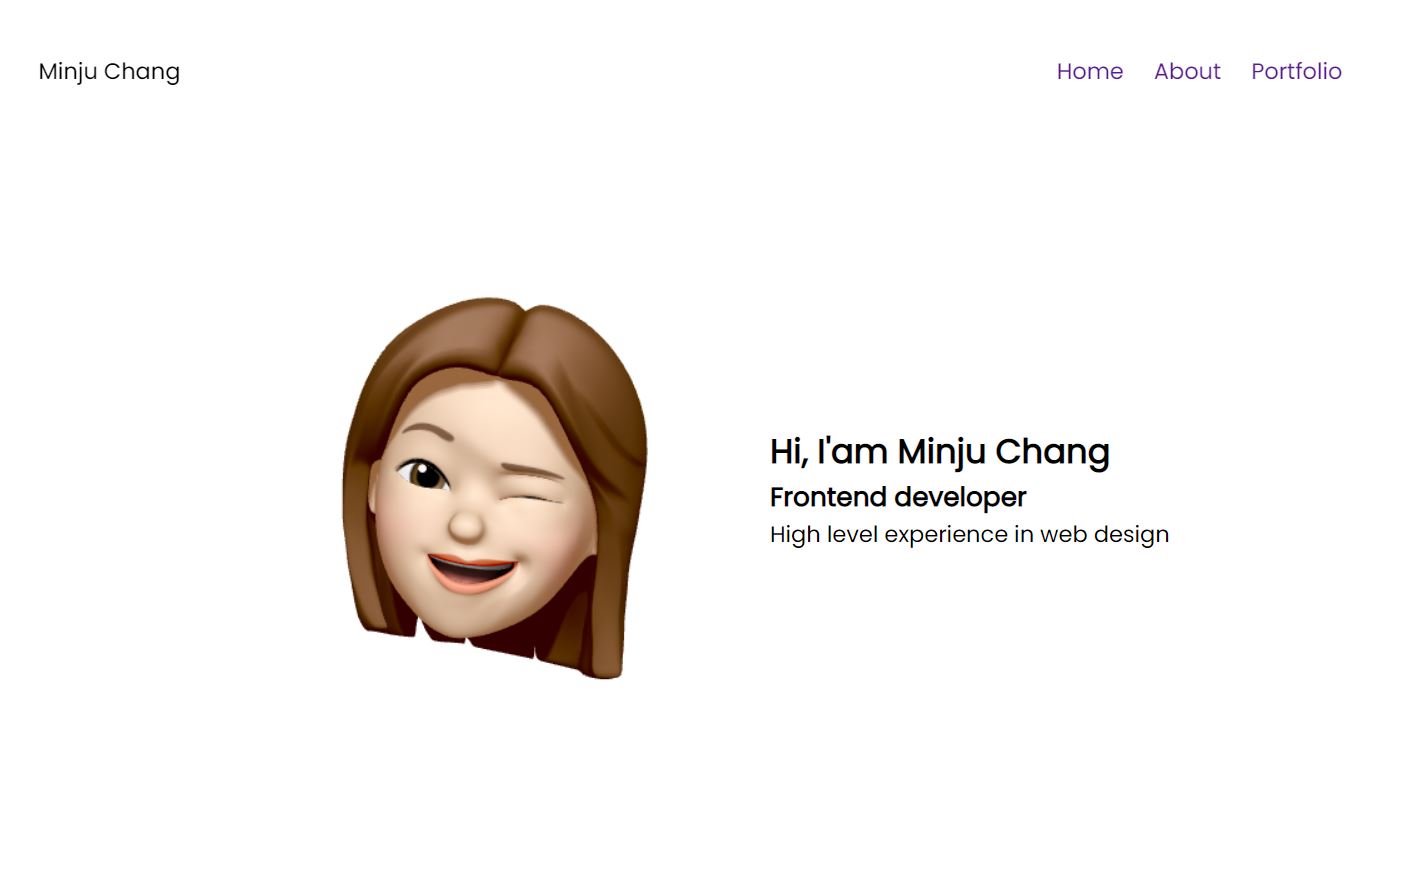 Minju Chang
Home About Portfolio
Hi, I'am Minju Chang
Frontend developer
High level experience in web design